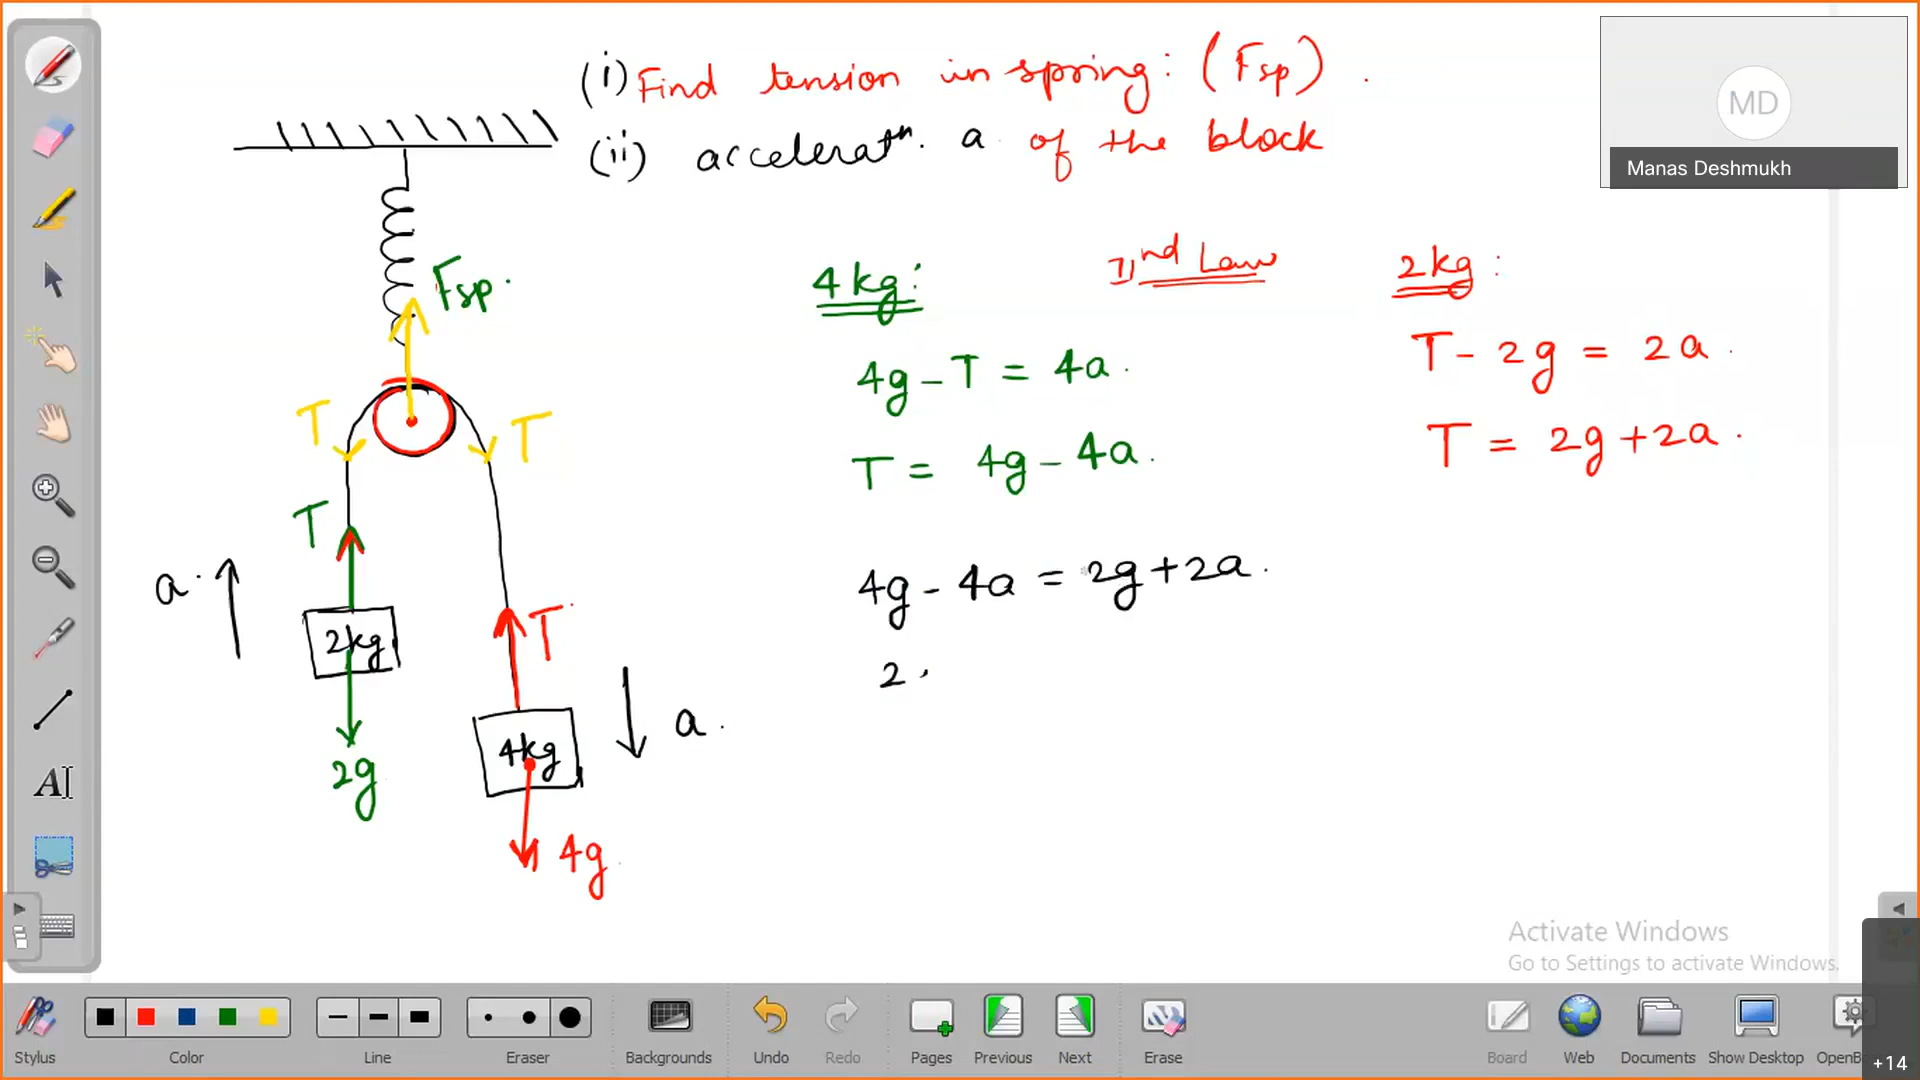 (i) Find tension in spring: (Fsp).
(ii) acceleratⁿ. a of the block
MD
Manas Deshmukh
Fsp.
4kg:
IInd Law
2kg:
4g - T = 4a.
T - 2g = 2a.
T
T
T = 4g - 4a.
T = 2g + 2a.
T
a.
4g - 4a = 2g + 2a.
2kg
T
2.
4kg
a.
2g
4g
Activate Windows
Go to Settings to activate Windows.
Stylus
Color
Line
Eraser
Backgrounds
Undo
Redo
Pages
Previous
Next
Erase
Board
Web
Documents
Show Desktop
OpenB
+14